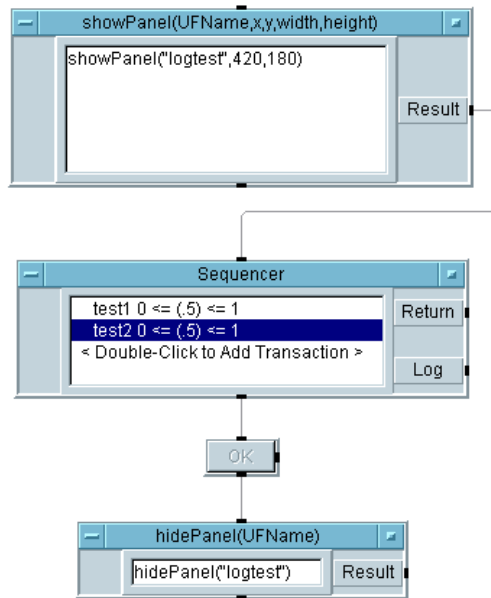 showPanel(UFName,x,y,width,height)
showPanel("logtest",420,180)
Result
Sequencer
test1 0 <= (.5) <= 1
test2 0 <= (.5) <= 1
< Double-Click to Add Transaction >
Return
Log
OK
hidePanel(UFName)
hidePanel("logtest")
Result